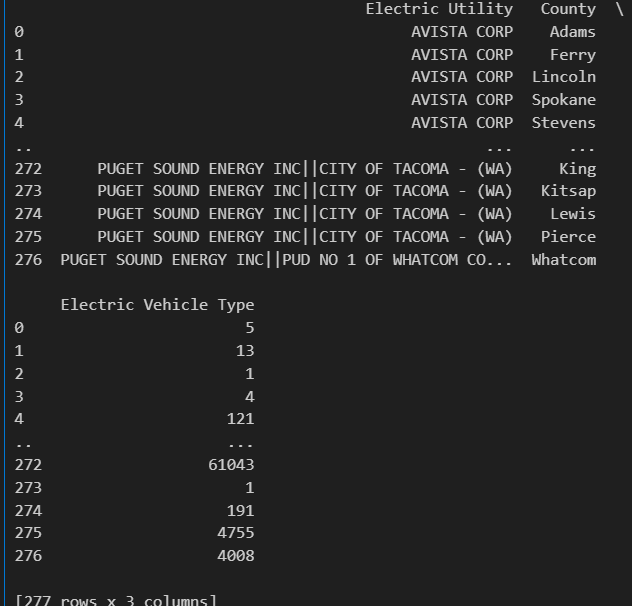 Electric Utility County \
0 AVISTA CORP Adams
1 AVISTA CORP Ferry
2 AVISTA CORP Lincoln
3 AVISTA CORP Spokane
4 AVISTA CORP Stevens
.. ... ...
272 PUGET SOUND ENERGY INC||CITY OF TACOMA - (WA) King
273 PUGET SOUND ENERGY INC||CITY OF TACOMA - (WA) Kitsap
274 PUGET SOUND ENERGY INC||CITY OF TACOMA - (WA) Lewis
275 PUGET SOUND ENERGY INC||CITY OF TACOMA - (WA) Pierce
276 PUGET SOUND ENERGY INC||PUD NO 1 OF WHATCOM CO... Whatcom
Electric Vehicle Type
0 5
1 13
2 1
3 4
4 121
.. ...
272 61043
273 1
274 191
275 4755
276 4008
[277 rows x 3 columns]